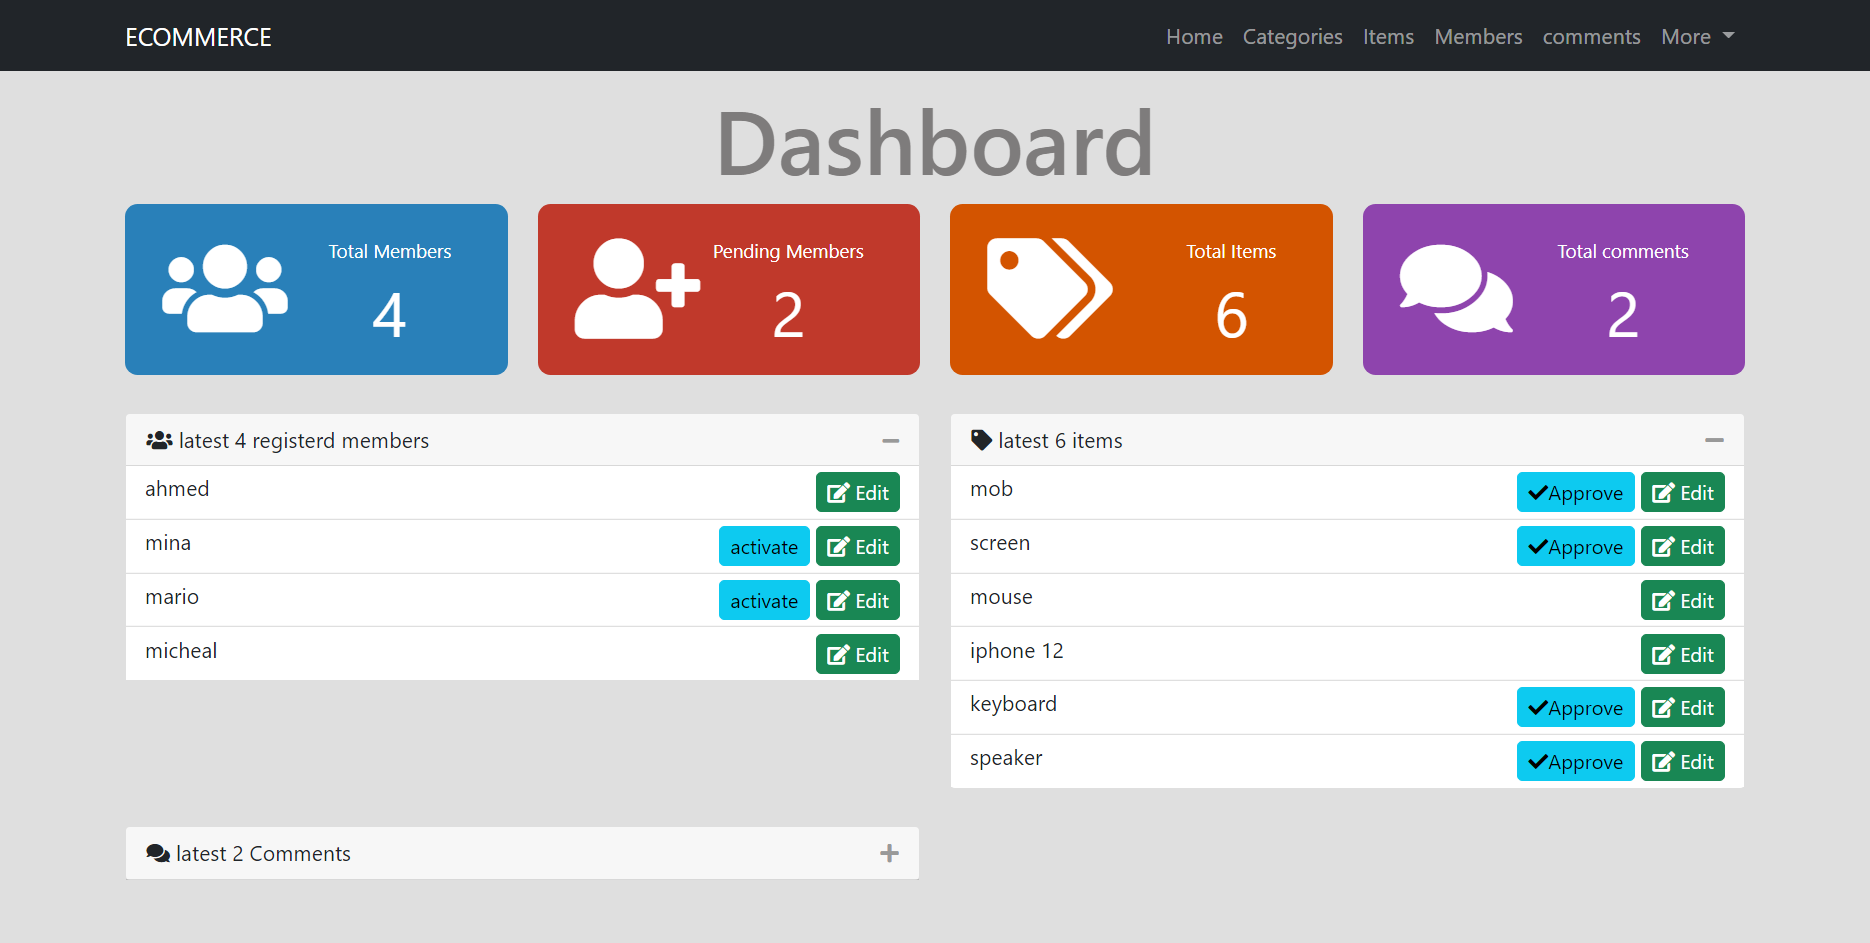 ECOMMERCE
Home Categories Items Members comments More
Dashboard
Total Members
4
Pending Members
2
Total Items
6
Total comments
2
latest 4 registerd members
ahmed Edit
mina activate Edit
mario activate Edit
micheal Edit
latest 6 items
mob Approve Edit
screen Approve Edit
mouse Edit
iphone 12 Edit
keyboard Approve Edit
speaker Approve Edit
latest 2 Comments